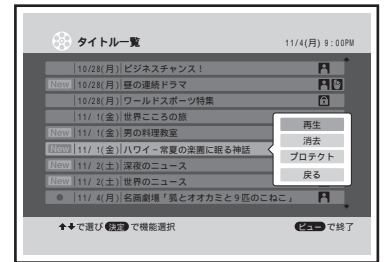 タイトル一覧 11/4(月) 9:00PM
10/28(月) ビジネスチャンス!
New 10/28(月) 昼の連続ドラマ
10/28(月) ワールドスポーツ特集
11/ 1(金) 世界こころの旅
New 11/ 1(金) 男の料理教室
New 11/ 1(金) ハワイ~常夏の楽園に眠る神話
New 11/ 2(土) 深夜のニュース
New 11/ 2(土) 世界のニュース
11/ 4(月) 名画劇場「狐とオオカミと9匹のこねこ」
再生
消去
プロテクト
戻る
で選び 決定 で機能選択 ビュー で終了